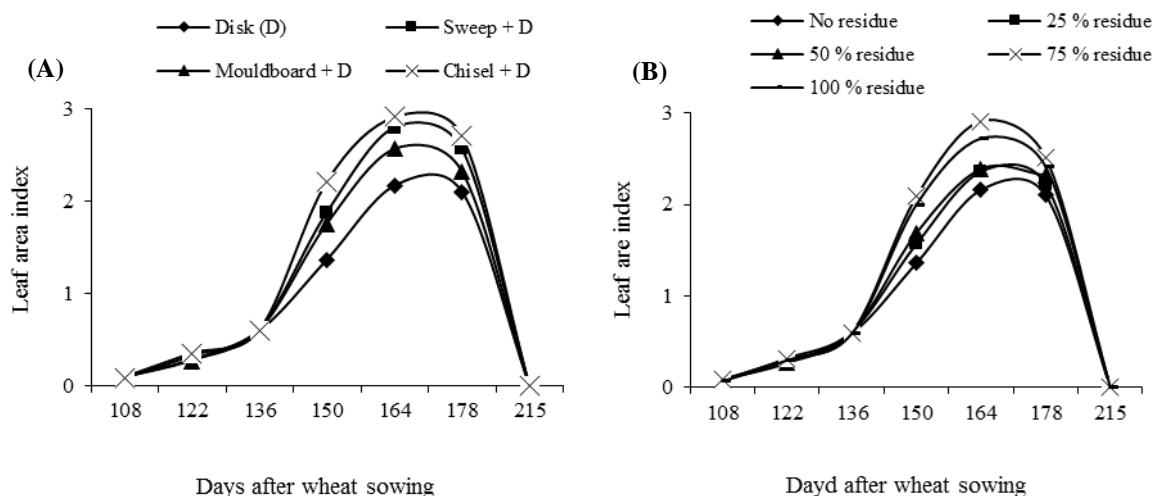 (A)
Disk (D) Sweep + D
Mouldboard + D Chisel + D
Leaf area index
3
2
1
0
108 122 136 150 164 178 215
Days after wheat sowing
(B)
No residue 25 % residue
50 % residue 75 % residue
100 % residue
Leaf are index
3
2
1
0
108 122 136 150 164 178 215
Dayd after wheat sowing